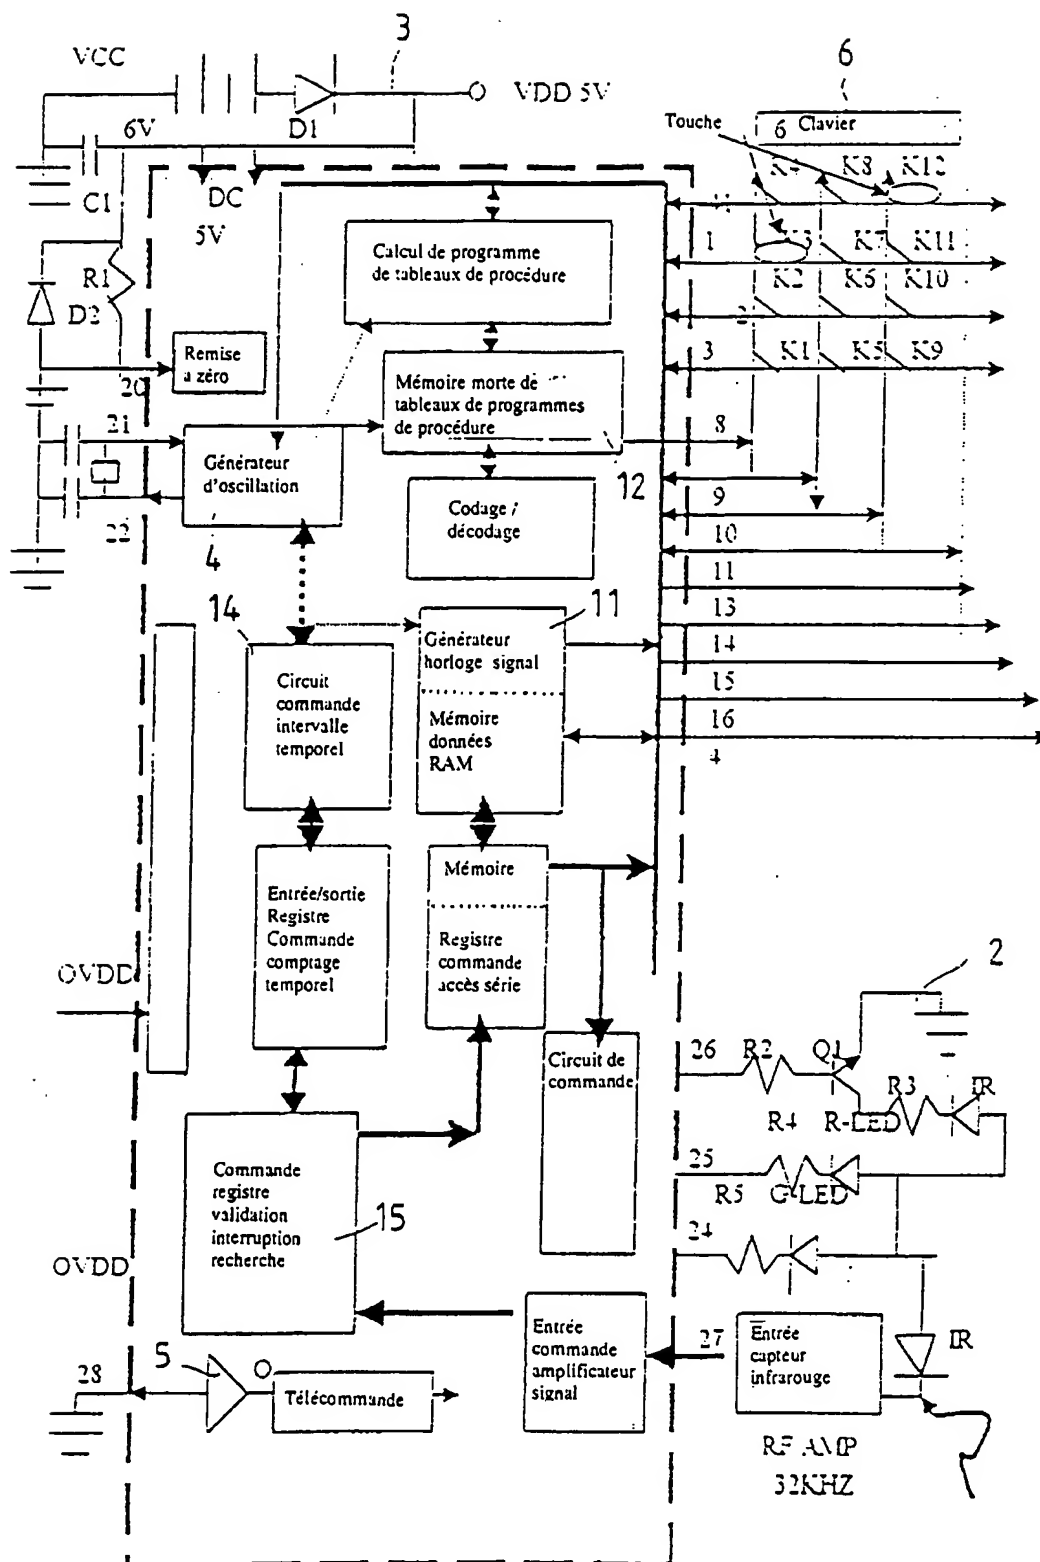 3
VCC
VDD 5V
6V
D1
6
Touche
6 Clavier
K4
K8
K12
C1
DC
5V
1
K3
K7
K11
R1
K2
K6
K10
D2
2
3
K1
K5
K9
Calcul de programme
de tableaux de procédure
Remise
a zéro
20
Mémoire morte de
tableaux de programmes
de procédure
21
8
Générateur
d'oscillation
12
Codage /
décodage
9
22
4
10
11
14
11
13
Générateur
horloge signal
14
Circuit
commande
intervalle
temporel
15
Mémoire
données
RAM
16
4
Mémoire
Entrée/sortie
Registre
Commande
comptage
temporel
Registre
commande
accès série
OVDD
2
26
R2
Q1
Circuit de
commande
R3
IR
R4
R-LED
25
R5
G-LED
Commande
registre
validation
interruption
recherche
15
24
OVDD
Entrée
commande
amplificateur
signal
27
Entrée
capteur
infrarouge
IR
28
5
O
Télécommande
RF AMP
32KHZ